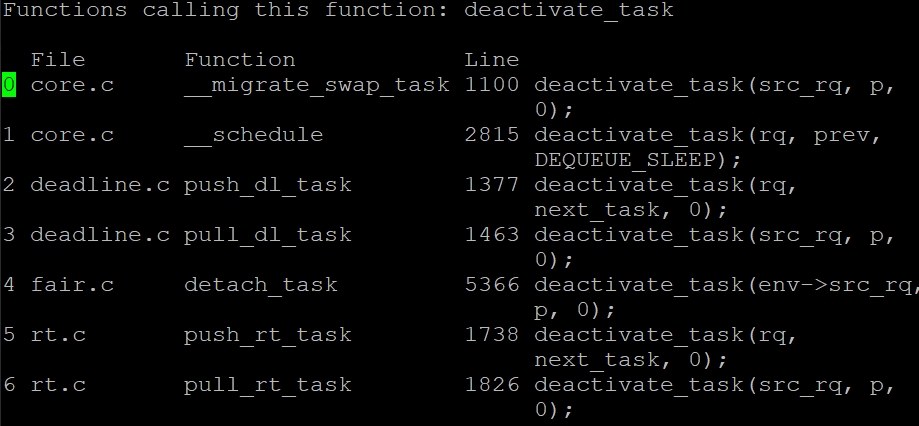 Functions calling this function: deactivate_task
File Function Line
0 core.c __migrate_swap_task 1100 deactivate_task(src_rq, p,
0);
1 core.c __schedule 2815 deactivate_task(rq, prev,
DEQUEUE_SLEEP);
2 deadline.c push_dl_task 1377 deactivate_task(rq,
next_task, 0);
3 deadline.c pull_dl_task 1463 deactivate_task(src_rq, p,
0);
4 fair.c detach_task 5366 deactivate_task(env->src_rq,
p, 0);
5 rt.c push_rt_task 1738 deactivate_task(rq,
next_task, 0);
6 rt.c pull_rt_task 1826 deactivate_task(src_rq, p,
0);